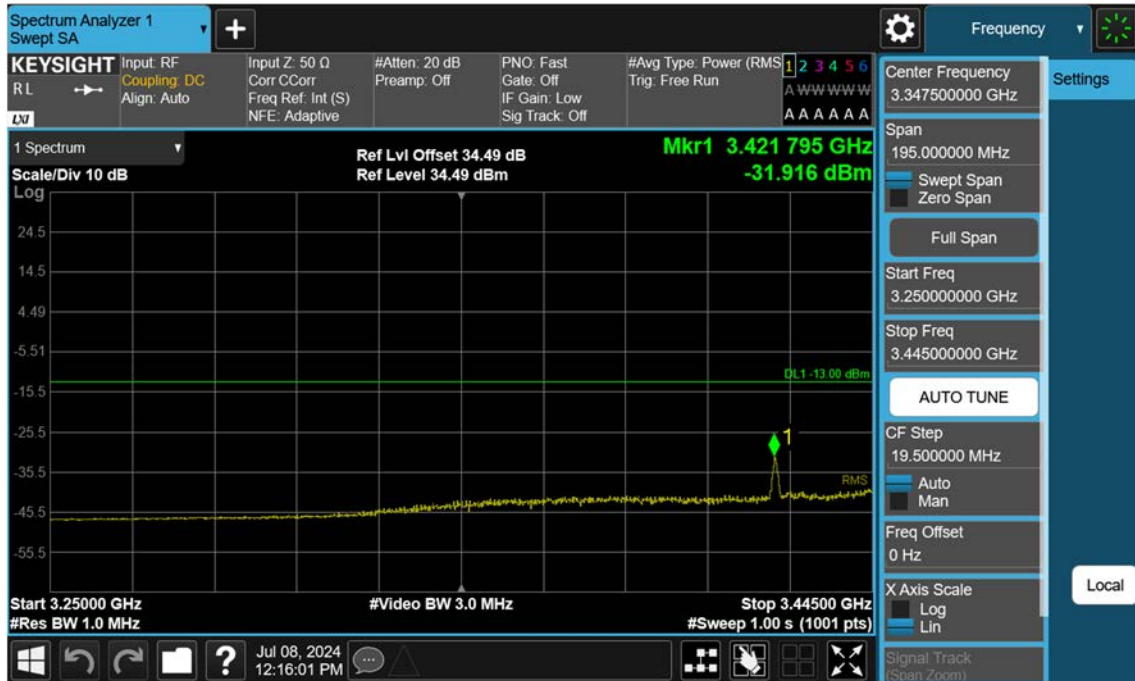 Spectrum Analyzer 1
Swept SA
+
Frequency
KEYSIGHT
RL
LXI
Input: RF
Coupling: DC
Align: Auto
Input Z: 50 Ω
Corr CCorr
Freq Ref: Int (S)
NFE: Adaptive
#Atten: 20 dB
Preamp: Off
PNO: Fast
Gate: Off
IF Gain: Low
Sig Track: Off
#Avg Type: Power (RMS
Trig: Free Run
1 2 3 4 5 6
A W W W W W
A A A A A A
1 Spectrum
Scale/Div 10 dB
Ref Lvl Offset 34.49 dB
Ref Level 34.49 dBm
Mkr1 3.421 795 GHz
-31.916 dBm
Log
24.5
14.5
4.49
-5.51
DL1 -13.00 dBm
-15.5
-25.5
1
-35.5
RMS
-45.5
-55.5
Start 3.25000 GHz
#Video BW 3.0 MHz
Stop 3.44500 GHz
#Res BW 1.0 MHz
#Sweep 1.00 s (1001 pts)
Jul 08, 2024
12:16:01 PM
?
Center Frequency
3.347500000 GHz
Span
195.000000 MHz
Swept Span
Zero Span
Full Span
Start Freq
3.250000000 GHz
Stop Freq
3.445000000 GHz
AUTO TUNE
CF Step
19.500000 MHz
Auto
Man
Freq Offset
0 Hz
X Axis Scale
Log
Lin
Signal Track
(Span Zoom)
Settings
Local